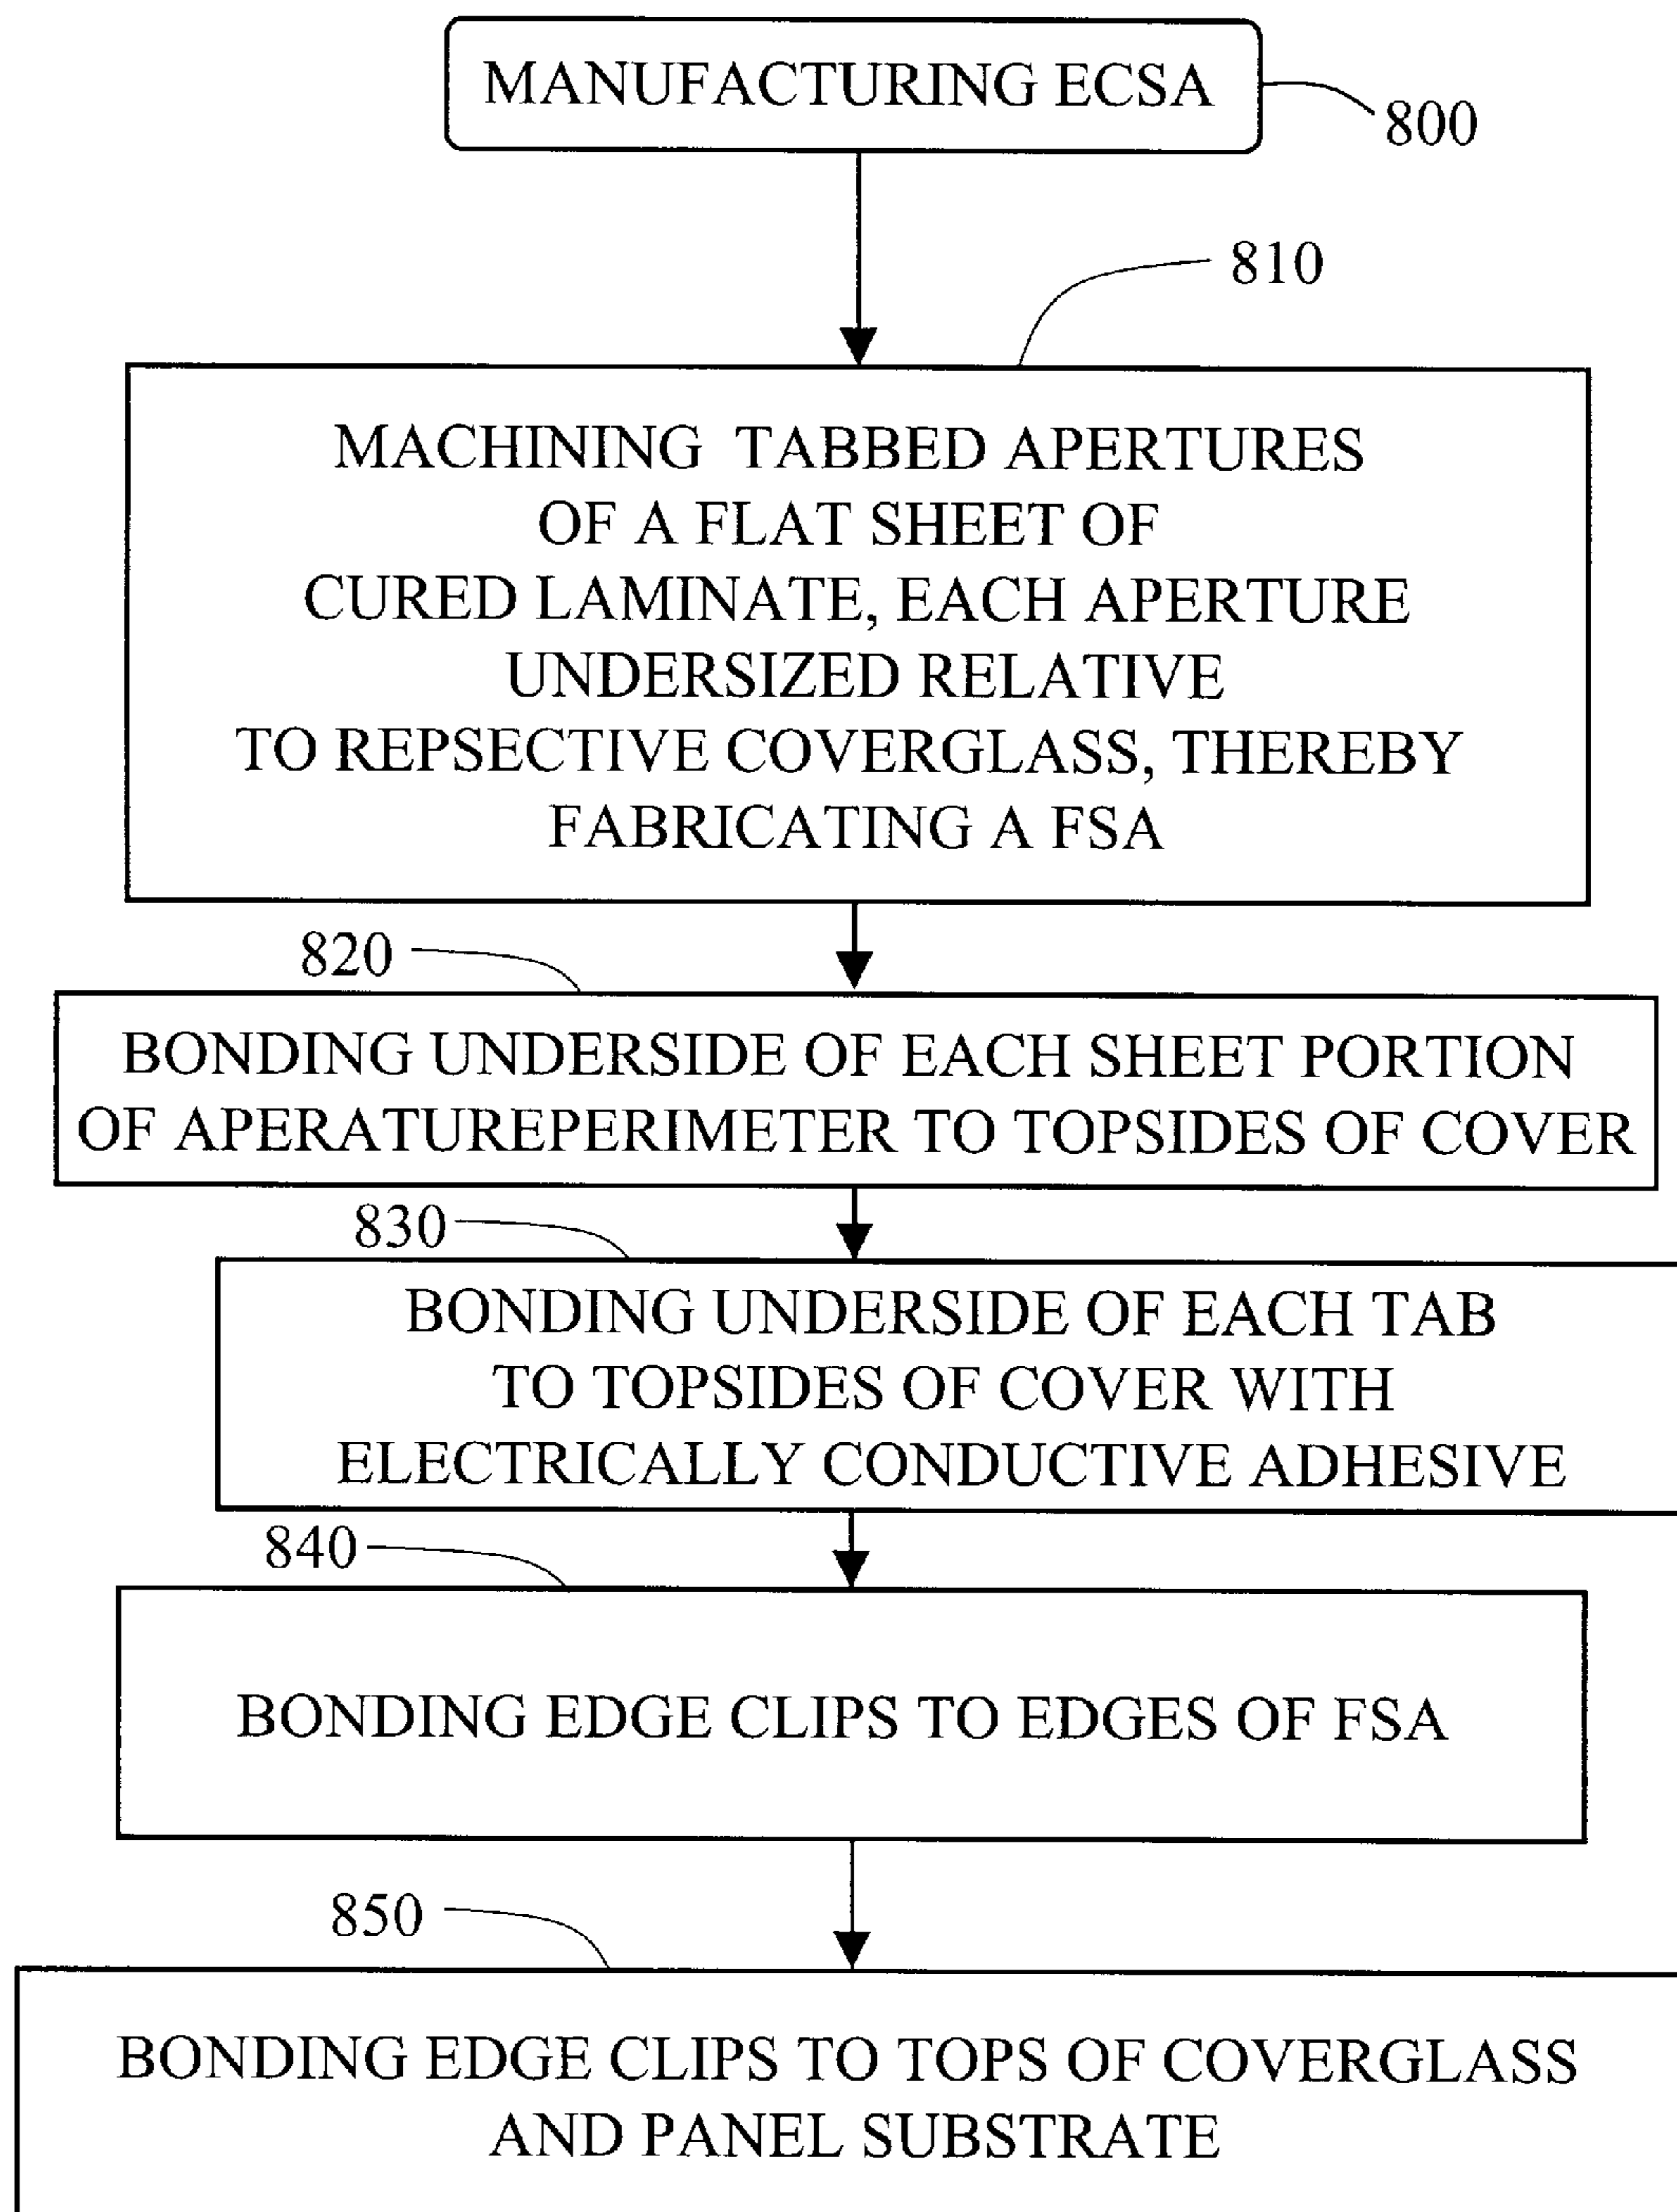 MANUFACTURING ECSA
800
810
MACHINING TABBED APERTURES
OF A FLAT SHEET OF
CURED LAMINATE, EACH APERTURE
UNDERSIZED RELATIVE
TO REPSECTIVE COVERGLASS, THEREBY
FABRICATING A FSA
820
BONDING UNDERSIDE OF EACH SHEET PORTION
OF APERATUREPERIMETER TO TOPSIDES OF COVER
830
BONDING UNDERSIDE OF EACH TAB
TO TOPSIDES OF COVER WITH
ELECTRICALLY CONDUCTIVE ADHESIVE
840
BONDING EDGE CLIPS TO EDGES OF FSA
850
BONDING EDGE CLIPS TO TOPS OF COVERGLASS
AND PANEL SUBSTRATE